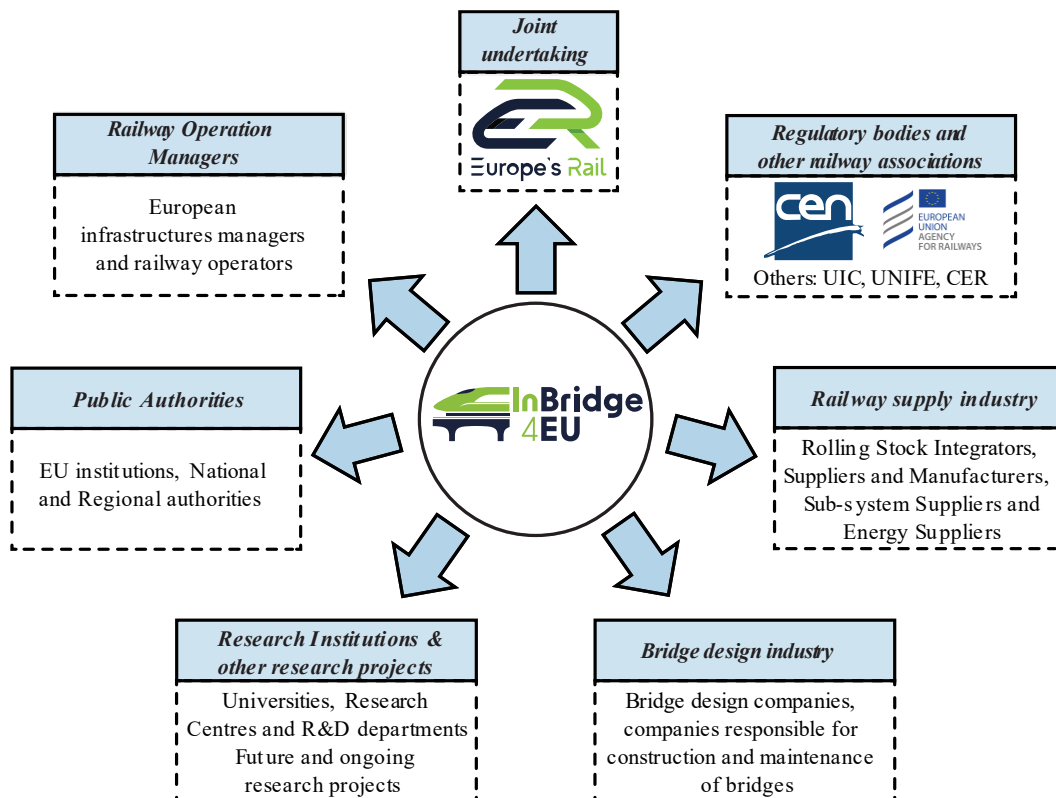 Joint
undertaking
Europe's Rail
Railway Operation
Managers
European
infrastructures managers
and railway operators
Regulatory bodies and
other railway associations
cen
EUROPEAN
UNION
AGENCY
FOR RAILWAYS
Others: UIC, UNIFE, CER
InBridge
4EU
Public Authorities
EU institutions, National
and Regional authorities
Railway supply industry
Rolling Stock Integrators,
Suppliers and Manufacturers,
Sub-system Suppliers and
Energy Suppliers
Research Institutions &
other research projects
Universities, Research
Centres and R&D departments
Future and ongoing
research projects
Bridge design industry
Bridge design companies,
companies responsible for
construction and maintenance
of bridges